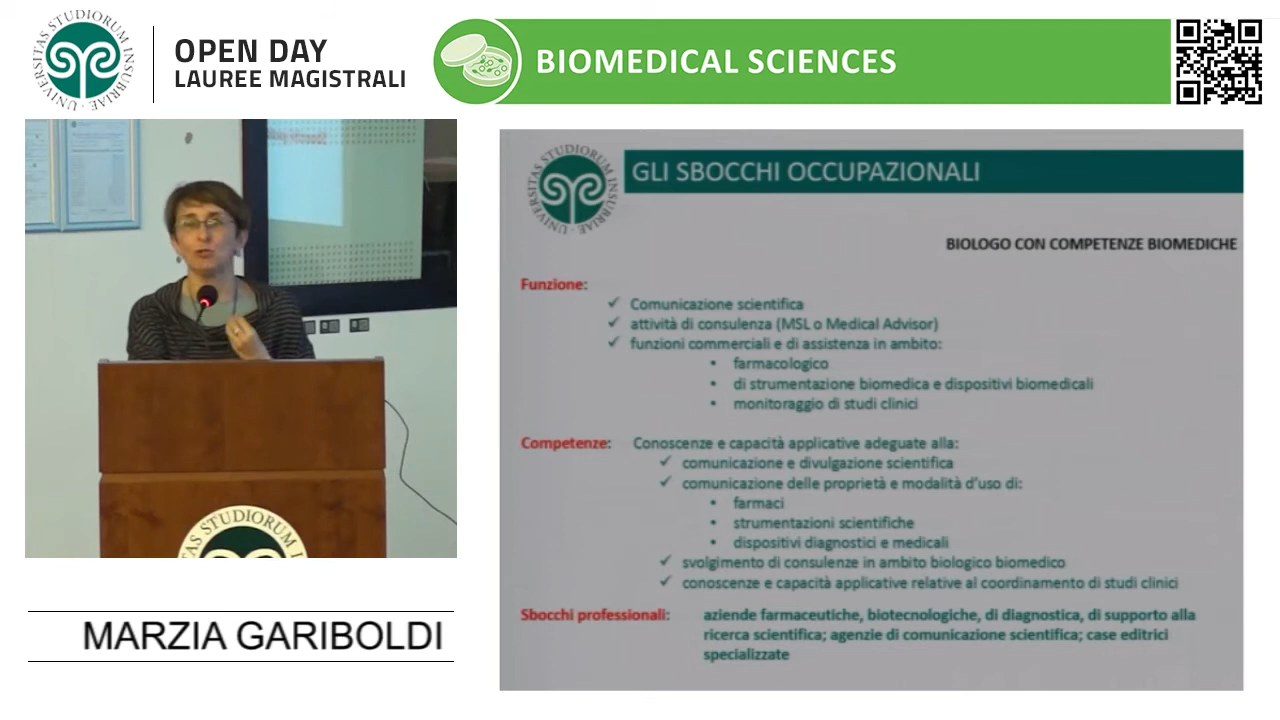 UNIVERSITAS STUDIORUM INSUBRIAE
OPEN DAY
LAUREE MAGISTRALI
BIOMEDICAL SCIENCES
UNIVERSITAS STUDIORUM INSUBRIAE
GLI SBOCCHI OCCUPAZIONALI
BIOLOGO CON COMPETENZE BIOMEDICHE
Funzione:
✓ Comunicazione scientifica
✓ attività di consulenza (MSL o Medical Advisor)
✓ funzioni commerciali e di assistenza in ambito:
• farmacologico
• di strumentazione biomedica e dispositivi biomedicali
• monitoraggio di studi clinici
Competenze: Conoscenze e capacità applicative adeguate alla:
✓ comunicazione e divulgazione scientifica
✓ comunicazione delle proprietà e modalità d'uso di:
• farmaci
• strumentazioni scientifiche
• dispositivi diagnostici e medicali
✓ svolgimento di consulenze in ambito biologico biomedico
✓ conoscenze e capacità applicative relative al coordinamento di studi clinici
Sbocchi professionali: aziende farmaceutiche, biotecnologiche, di diagnostica, di supporto alla
ricerca scientifica; agenzie di comunicazione scientifica; case editrici
specializzate
STUDIORUM
MARZIA GARIBOLDI